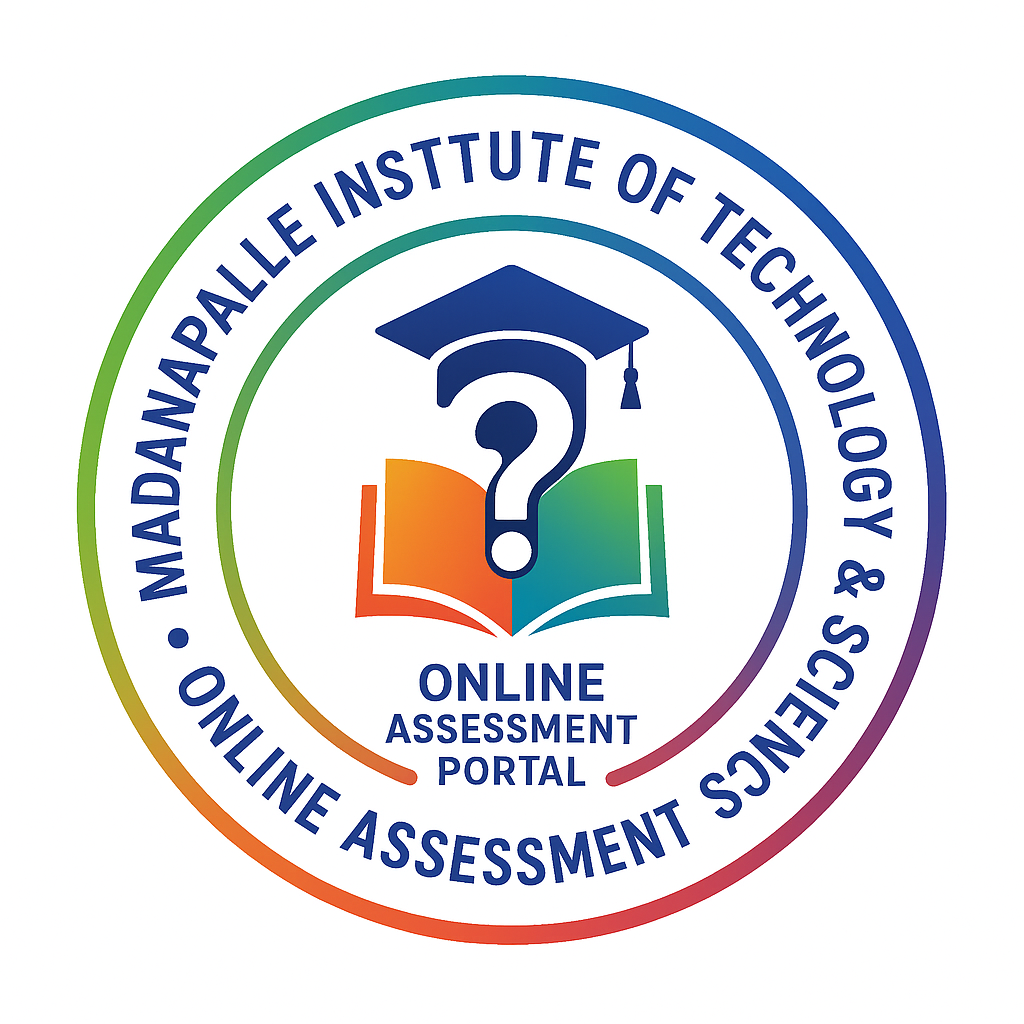 MADANAPALLE INSTTUTE OF TECHNOLOGY & SCIENCS
• ONLINE ASSESSMENT
ONLINE
ASSESSMENT
PORTAL